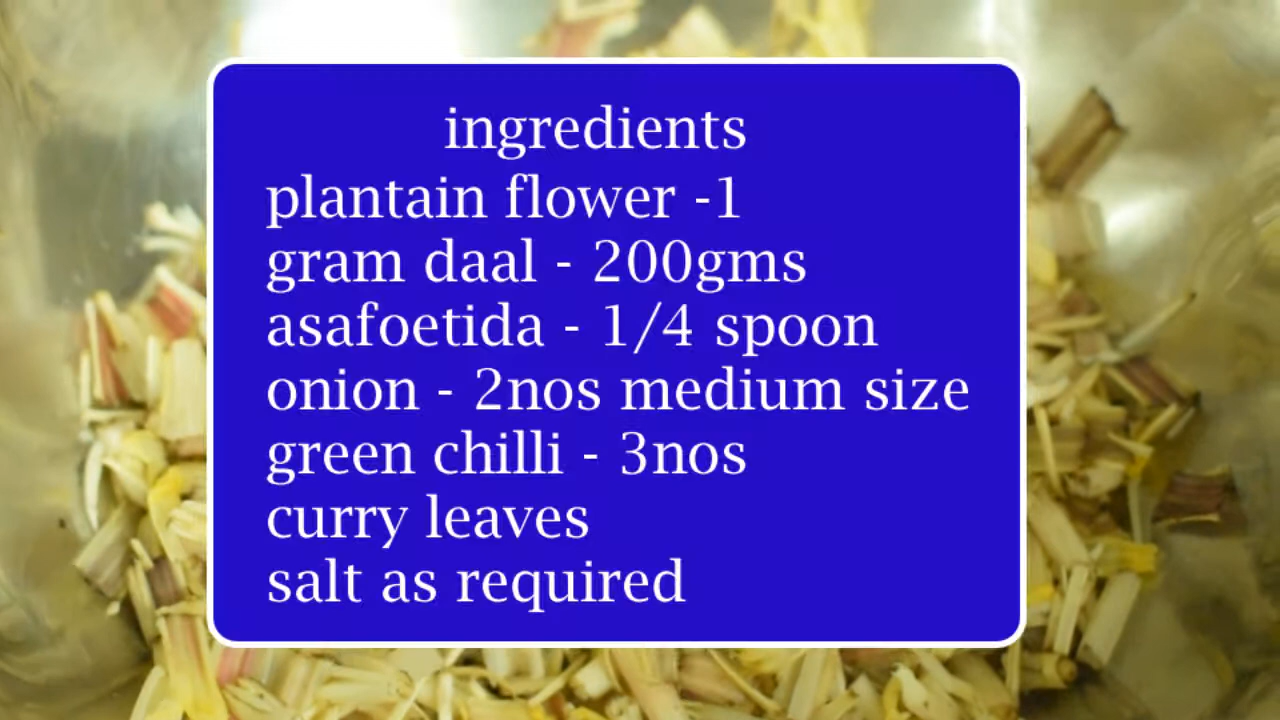 ingredients
plantain flower -1
gram daal - 200gms
asafoetida - 1/4 spoon
onion - 2nos medium size
green chilli - 3nos
curry leaves
salt as required